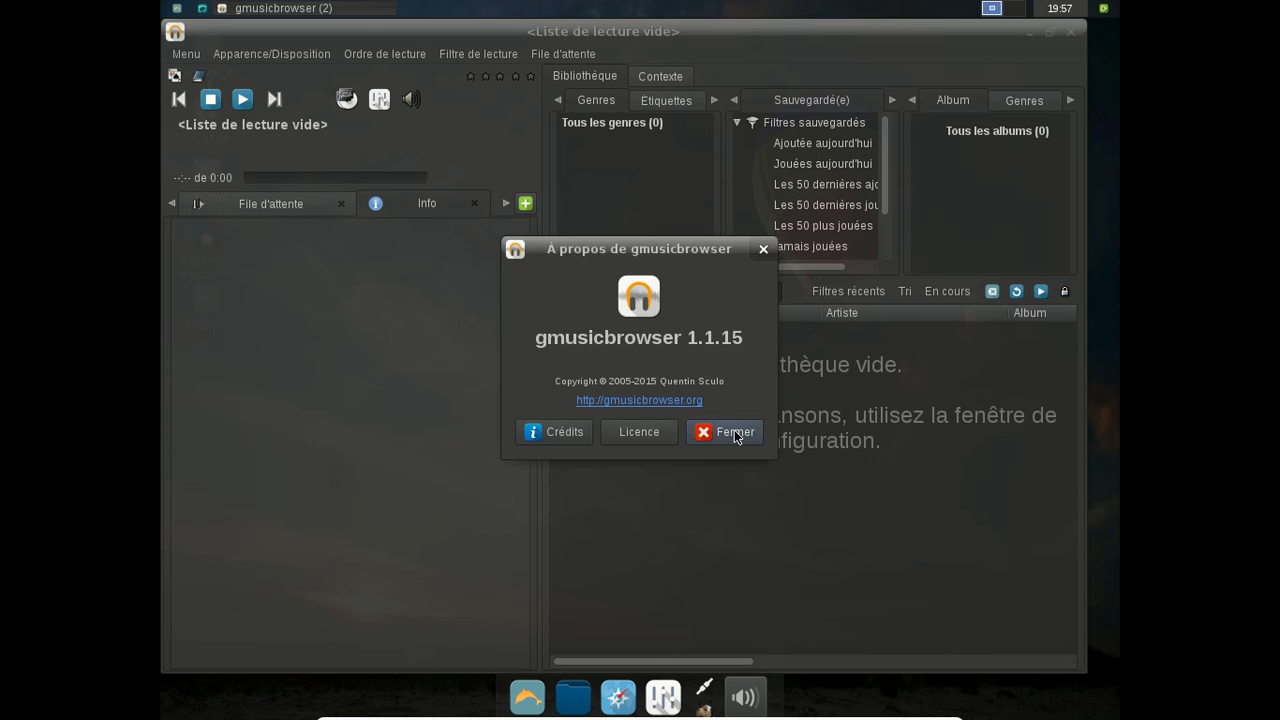 gmusicbrowser (2)
19:57
<Liste de lecture vide>
Menu Apparence/Disposition Ordre de lecture Filtre de lecture File d'attente
Bibliothèque Contexte
Genres Étiquettes Sauvegardé(e) Album Genres
<Liste de lecture vide>
Tous les genres (0)
Filtres sauvegardés
Tous les albums (0)
Ajoutée aujourd'hui
Jouées aujourd'hui
Les 50 dernières ajo
Les 50 dernières jou
Les 50 plus jouées
amais jouées
--:-- de 0:00
File d'attente Info
À propos de gmusicbrowser
gmusicbrowser 1.1.15
Copyright © 2005-2015 Quentin Sculo
http://gmusicbrowser.org
Crédits Licence Fermer
Filtres récents Tri En cours
Artiste Album
thèque vide.
nsons, utilisez la fenêtre de
figuration.